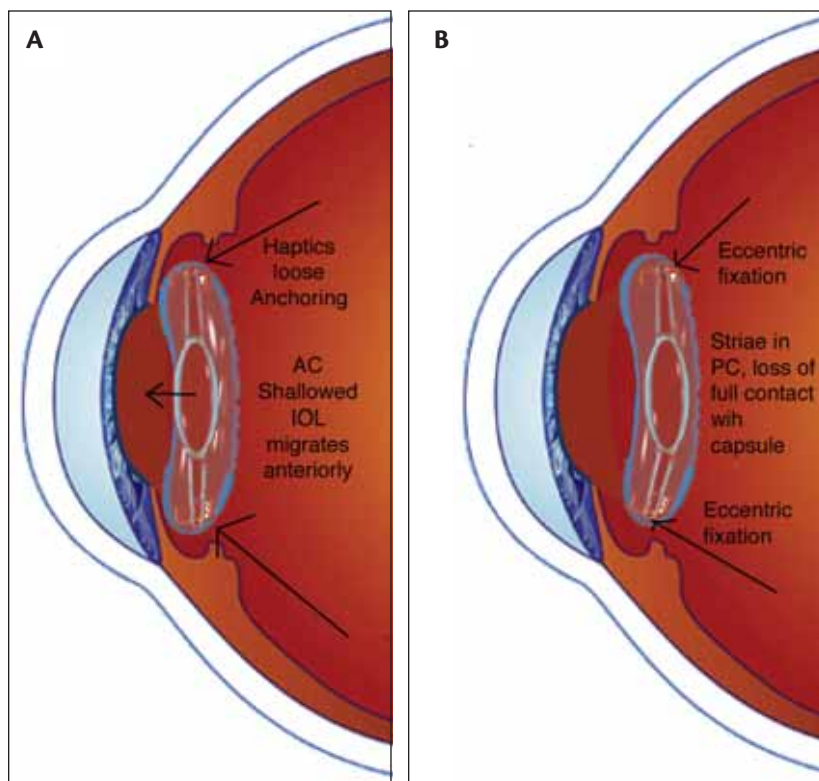 A
Haptics
loose
Anchoring
AC
Shallowed
IOL
migrates
anteriorly
B
Eccentric
fixation
Striae in
PC, loss of
full contact
wih
capsule
Eccentric
fixation